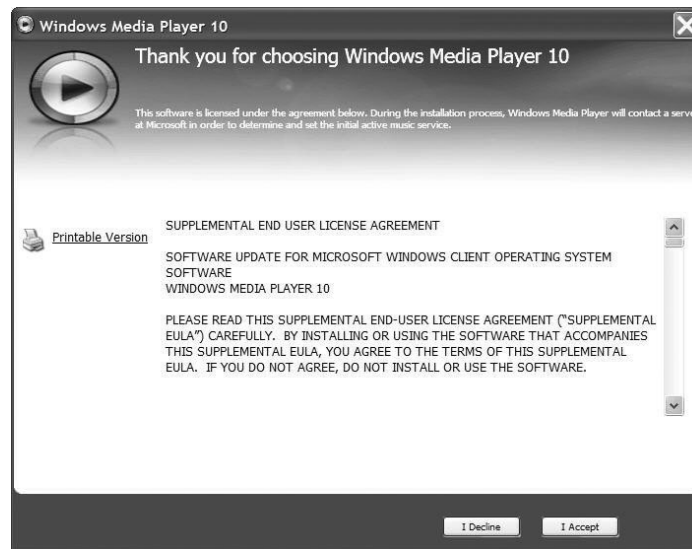 Windows Media Player 10
Thank you for choosing Windows Media Player 10
This software is licensed under the agreement below. During the installation process, Windows Media Player will contact a serve
at Microsoft in order to determine and set the initial active music service.
Printable Version
SUPPLEMENTAL END USER LICENSE AGREEMENT
SOFTWARE UPDATE FOR MICROSOFT WINDOWS CLIENT OPERATING SYSTEM
SOFTWARE
WINDOWS MEDIA PLAYER 10
PLEASE READ THIS SUPPLEMENTAL END-USER LICENSE AGREEMENT (“SUPPLEMENTAL
EULA”) CAREFULLY. BY INSTALLING OR USING THE SOFTWARE THAT ACCOMPANIES
THIS SUPPLEMENTAL EULA, YOU AGREE TO THE TERMS OF THIS SUPPLEMENTAL
EULA. IF YOU DO NOT AGREE, DO NOT INSTALL OR USE THE SOFTWARE.
I Decline
I Accept